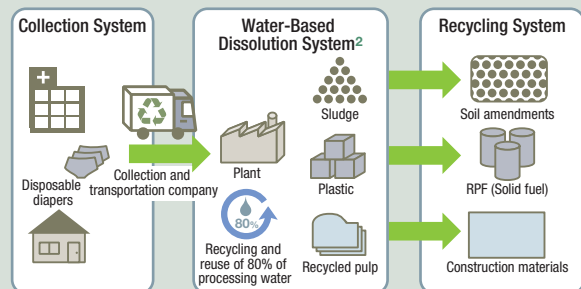 Collection System
Disposable
diapers
Collection and
transportation company
Water-Based
Dissolution System2
Plant
80%
Recycling and
reuse of 80% of
processing water
Sludge
Plastic
Recycled pulp
Recycling System
Soil amendments
RPF (Solid fuel)
Construction materials